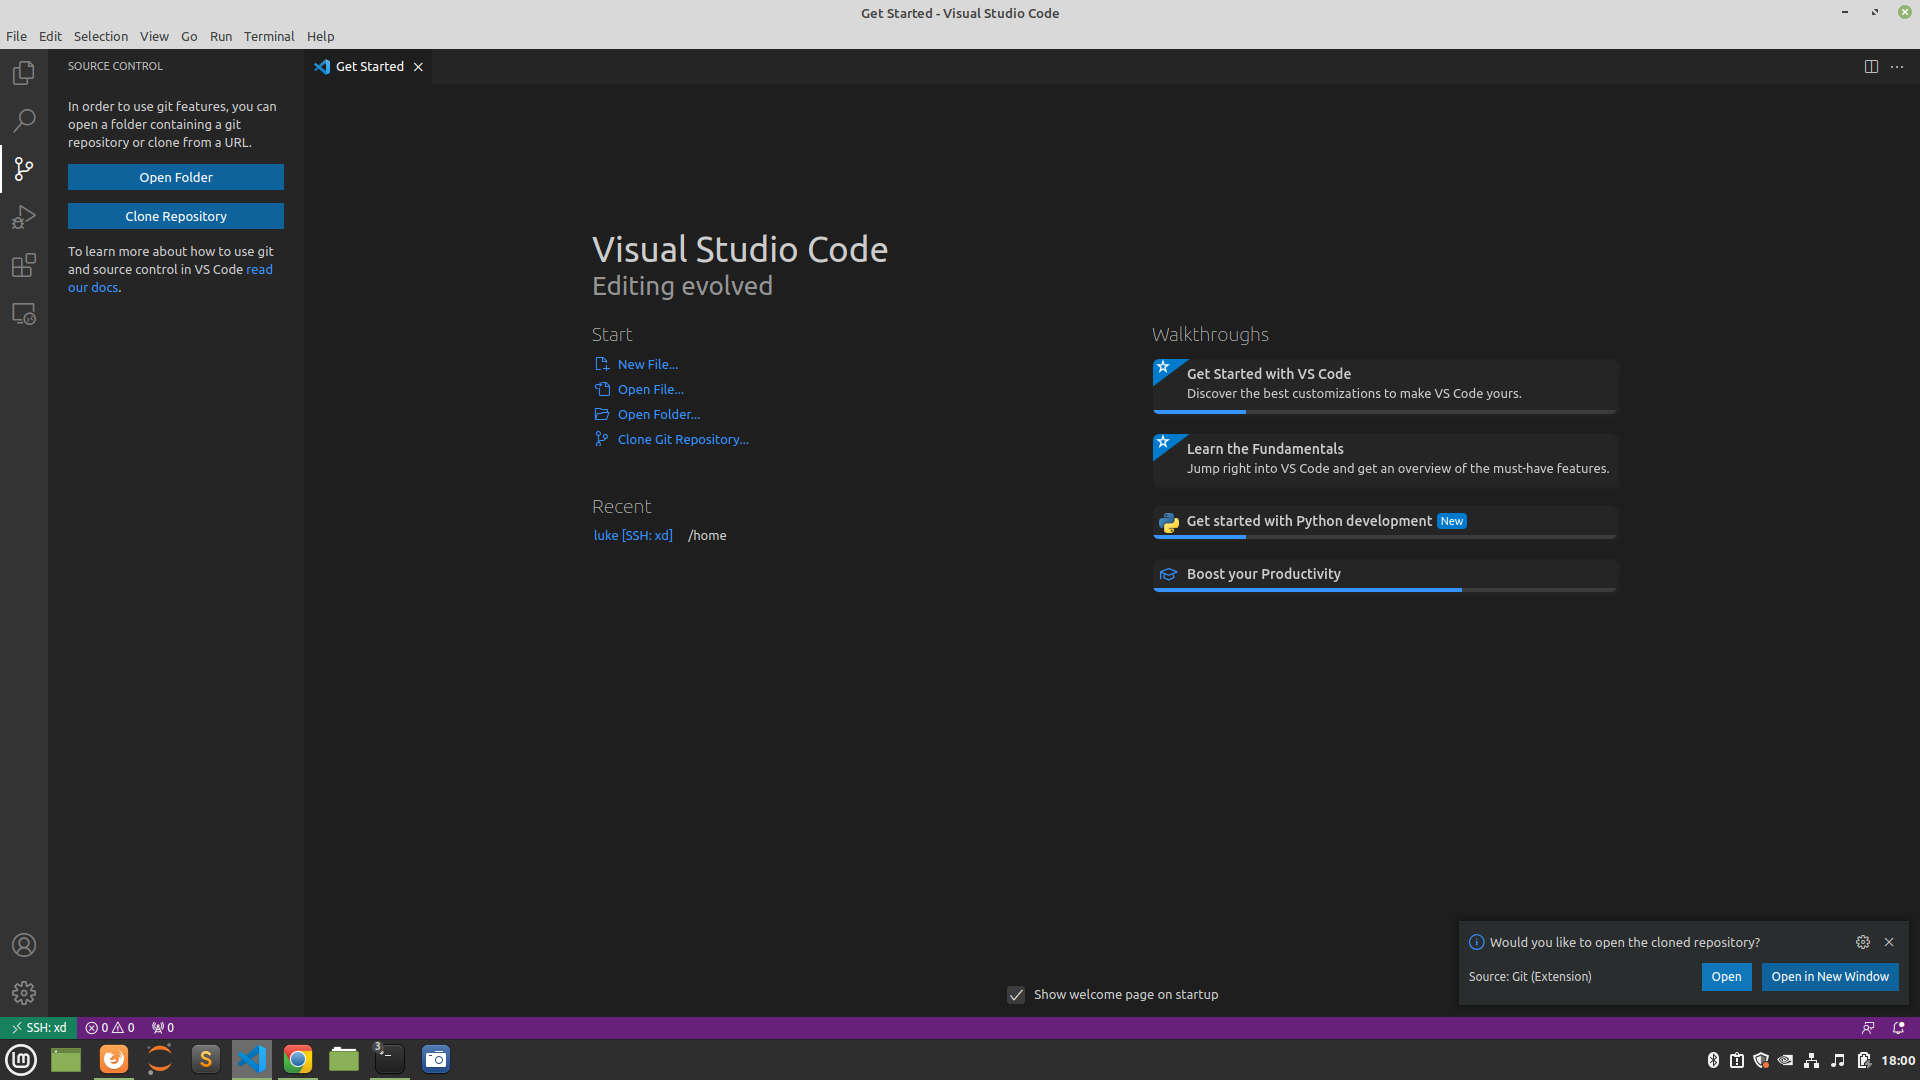 Get Started - Visual Studio Code
File Edit Selection View Go Run Terminal Help
SOURCE CONTROL
Get Started
In order to use git features, you can
open a folder containing a git
repository or clone from a URL.
Open Folder
Clone Repository
To learn more about how to use git
and source control in VS Code read
our docs.
Visual Studio Code
Editing evolved
Start
New File...
Open File...
Open Folder...
Clone Git Repository...
Recent
luke [SSH: xd] /home
Walkthroughs
Get Started with VS Code
Discover the best customizations to make VS Code yours.
Learn the Fundamentals
Jump right into VS Code and get an overview of the must-have features.
Get started with Python development New
Boost your Productivity
Show welcome page on startup
Would you like to open the cloned repository?
Source: Git (Extension)
Open
Open in New Window
SSH: xd 0 0 0
3
18:00